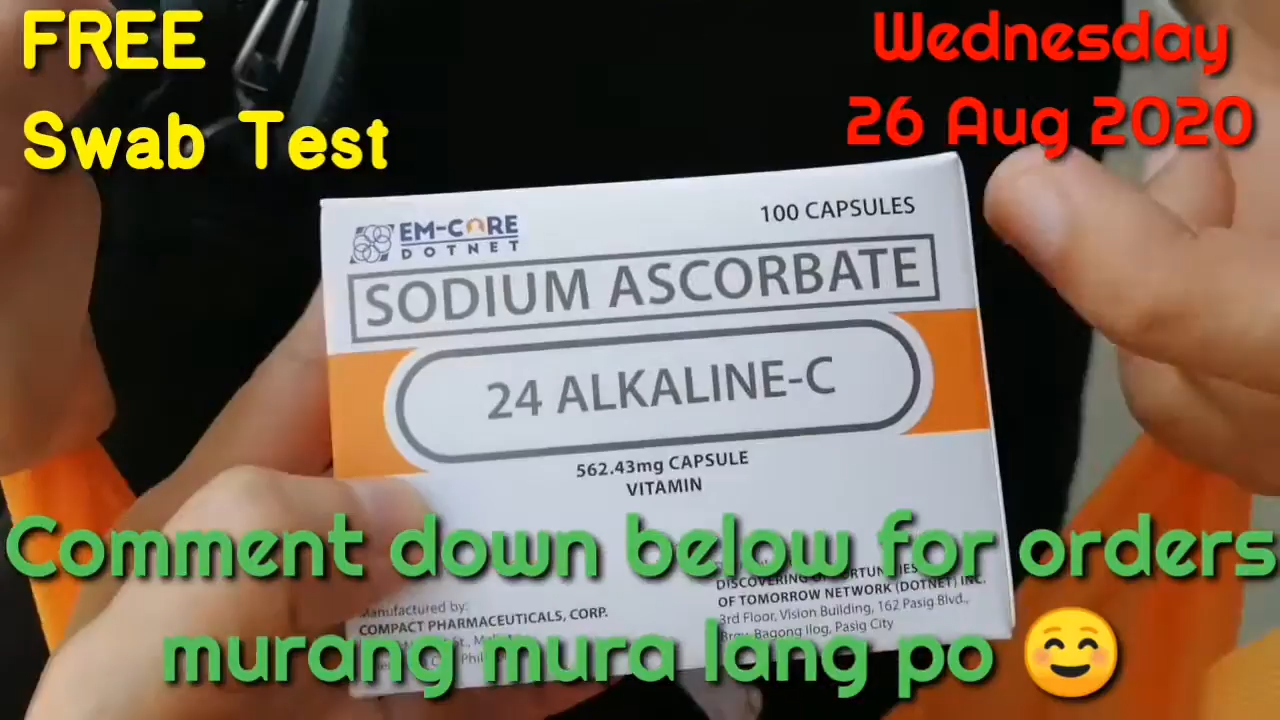 FREE
Swab Test
Wednesday
26 Aug 2020
EM-CORE
DOTNET
100 CAPSULES
SODIUM ASCORBATE
24 ALKALINE-C
562.43mg CAPSULE
VITAMIN
Comment down below for orders
murang mura lang po ☺️
Manufactured by:
COMPACT PHARMACEUTICALS, CORP.
DISCOVERING OPPORTUNITIES
OF TOMORROW NETWORK (DOTNET) INC.
3rd Floor, Vision Building, 162 Pasig Blvd.,
Brgy. Bagong Ilog, Pasig City